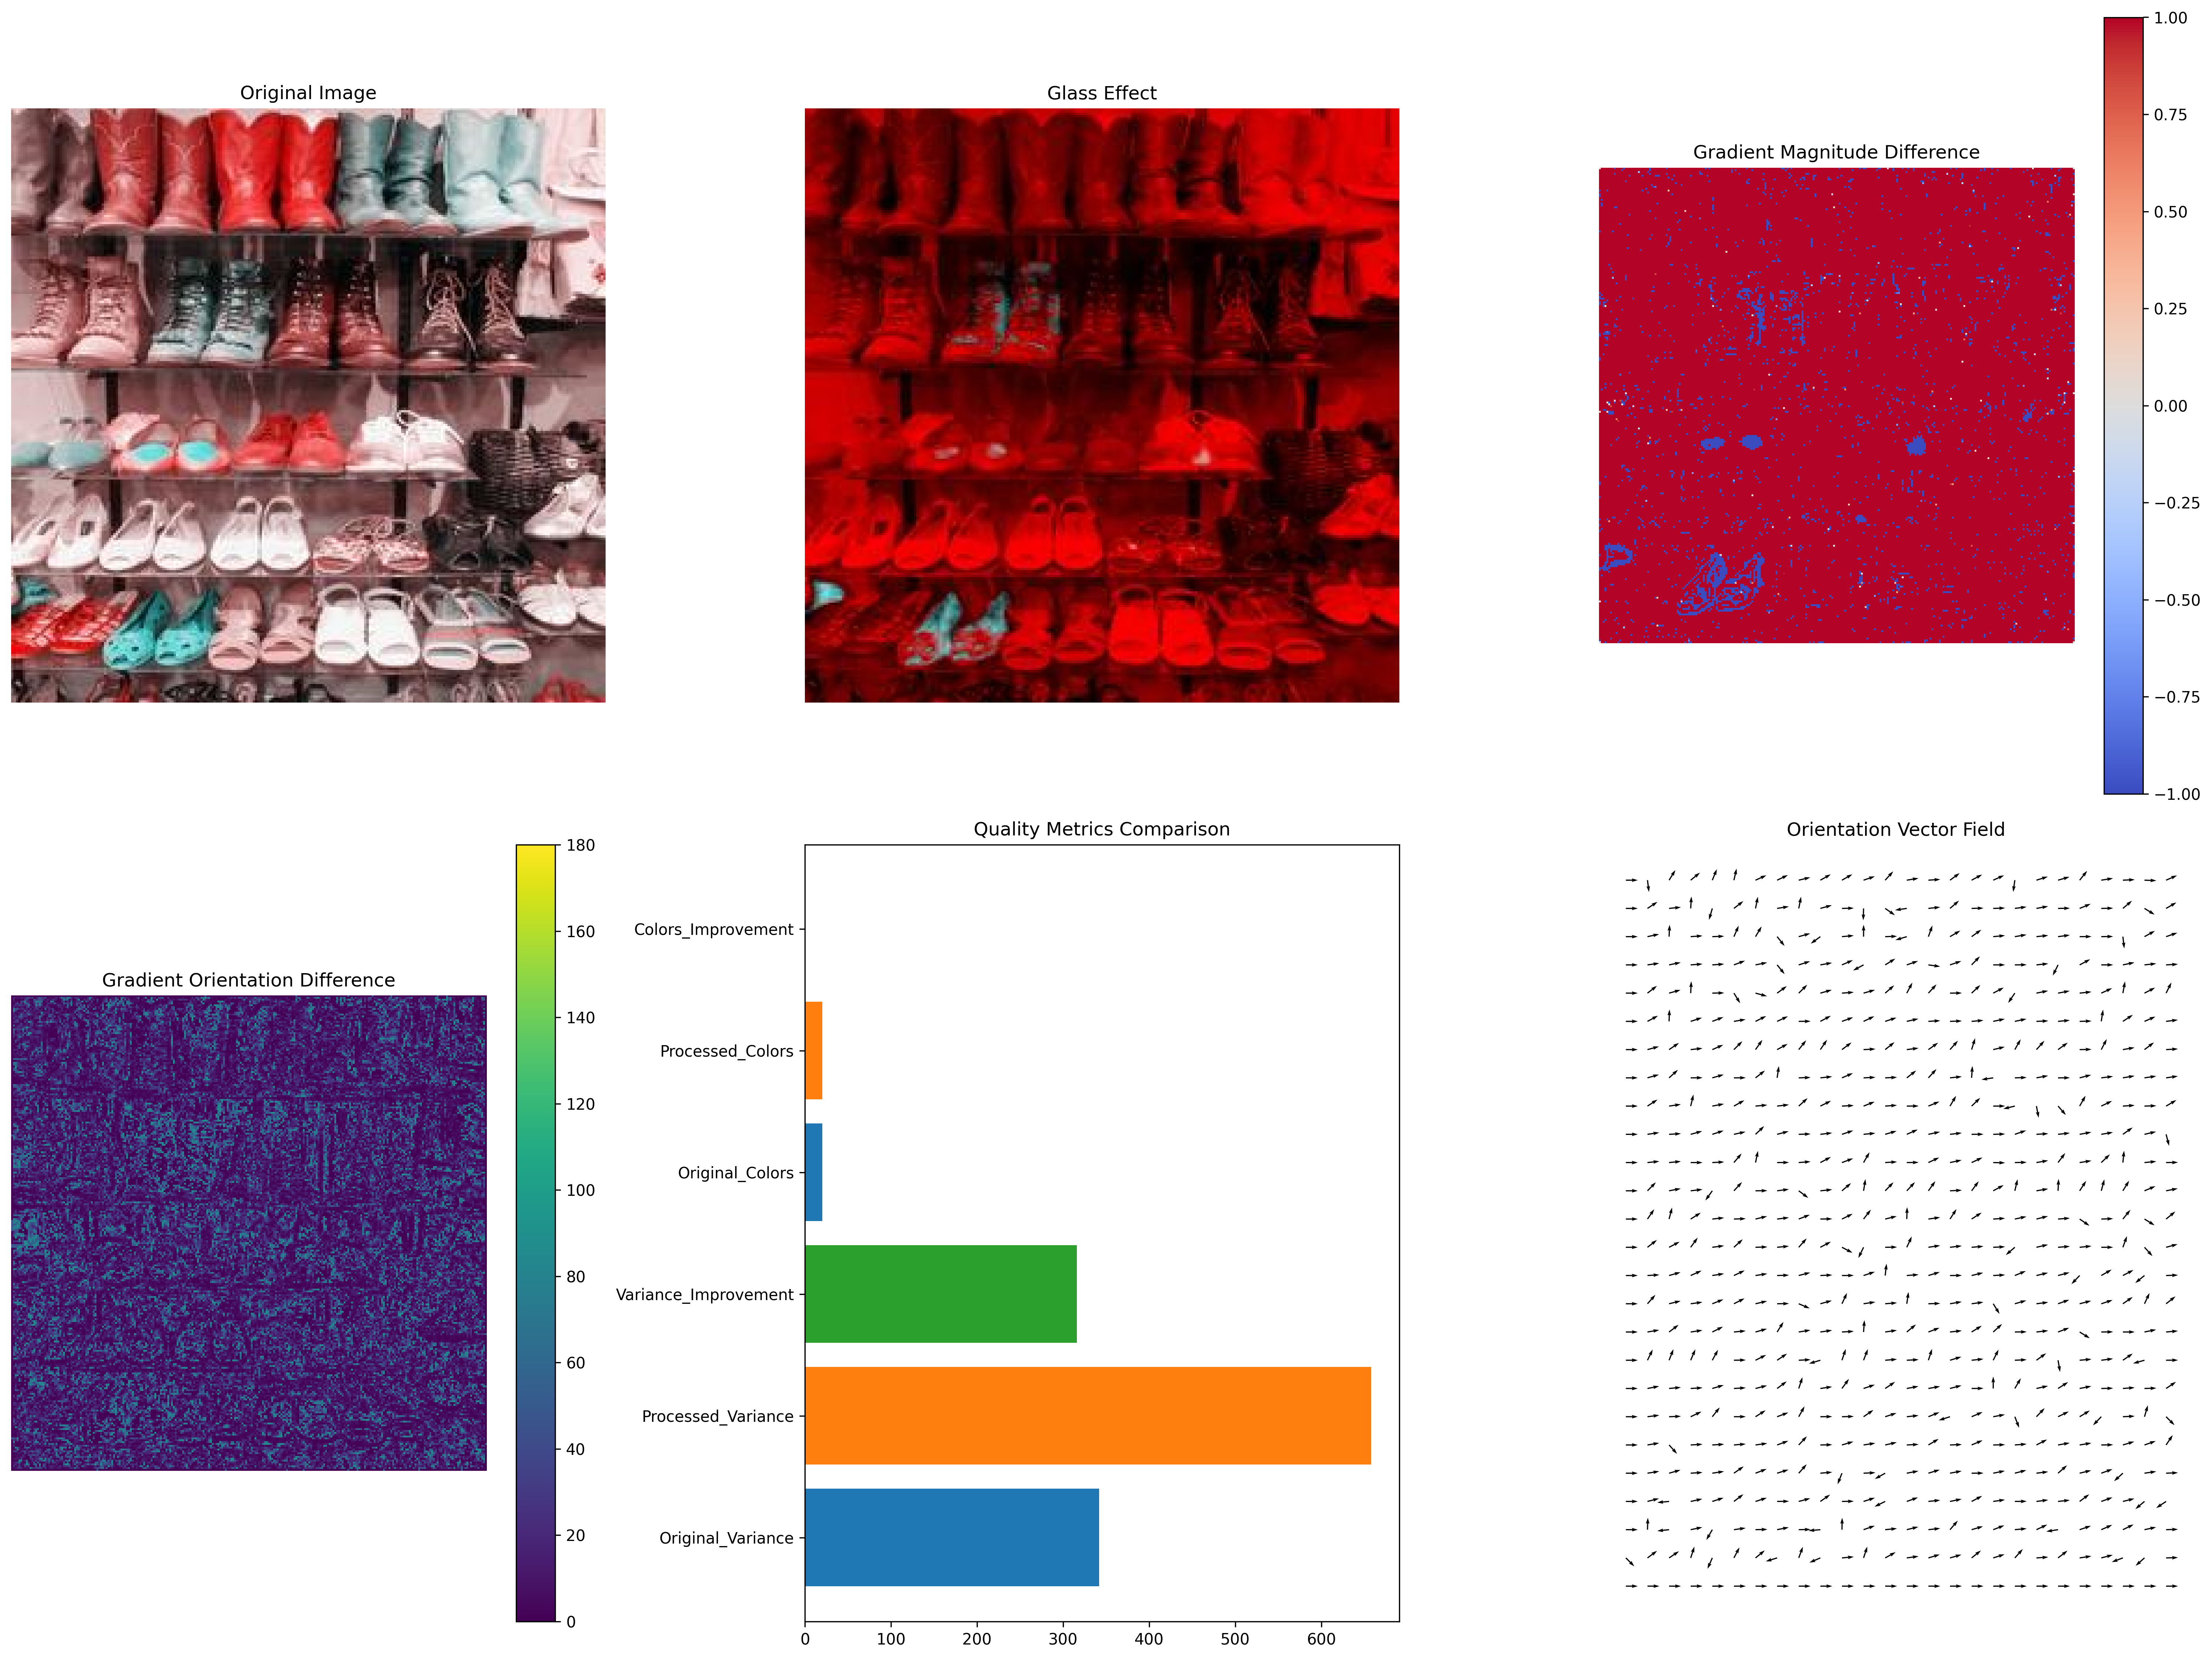 Original Image
Glass Effect
Gradient Magnitude Difference
1.00
0.75
0.50
0.25
0.00
−0.25
−0.50
−0.75
−1.00
Gradient Orientation Difference
180
160
140
120
100
80
60
40
20
0
Quality Metrics Comparison
Colors_Improvement
Processed_Colors
Original_Colors
Variance_Improvement
Processed_Variance
Original_Variance
0 100 200 300 400 500 600
Orientation Vector Field